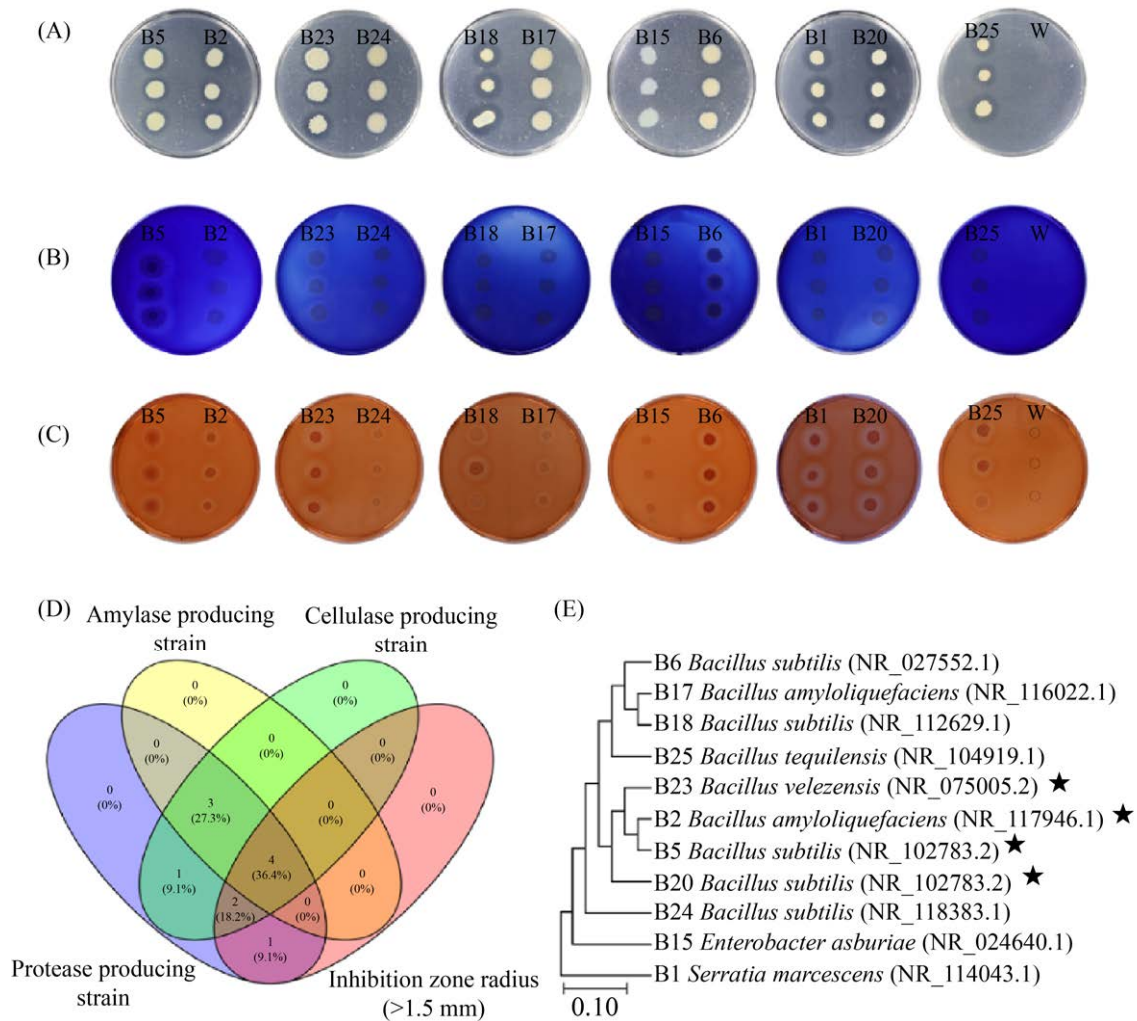 (A)
B5 B2 B23 B24 B18 B17 B15 B6 B1 B20 B25 W
(B)
B5 B2 B23 B24 B18 B17 B15 B6 B1 B20 B25 W
(C)
B5 B2 B23 B24 B18 B17 B15 B6 B1 B20 B25 W
(D)
Amylase producing
strain
Cellulase producing
strain
0
(0%)
0
(0%)
0
(0%)
0
(0%)
0
(0%)
0
(0%)
0
(0%)
3
(27.3%)
0
(0%)
4
(36.4%)
1
(9.1%)
0
(0%)
2
(18.2%)
0
(0%)
1
(9.1%)
Protease producing
strain
Inhibition zone radius
(>1.5 mm)
(E)
B6 Bacillus subtilis (NR_027552.1)
B17 Bacillus amyloliquefaciens (NR_116022.1)
B18 Bacillus subtilis (NR_112629.1)
B25 Bacillus tequilensis (NR_104919.1)
B23 Bacillus velezensis (NR_075005.2) ★
B2 Bacillus amyloliquefaciens (NR_117946.1) ★
B5 Bacillus subtilis (NR_102783.2) ★
B20 Bacillus subtilis (NR_102783.2) ★
B24 Bacillus subtilis (NR_118383.1)
B15 Enterobacter asburiae (NR_024640.1)
B1 Serratia marcescens (NR_114043.1)
0.10